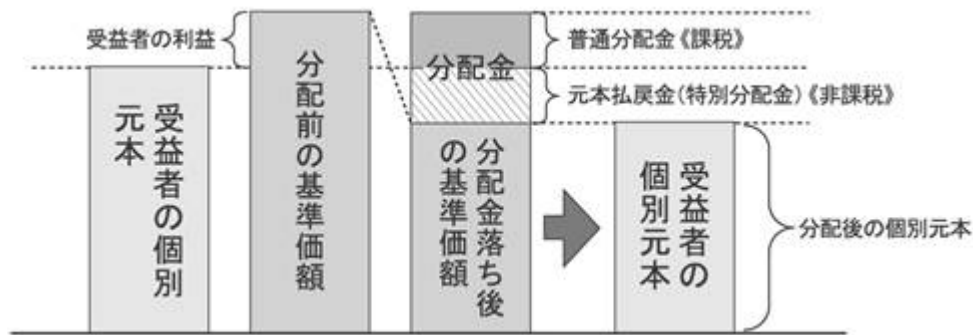 受益者の利益
受益者の個別
元本
分配前の基準価額
分配金
分配金落ち後
の基準価額
普通分配金《課税》
元本払戻金(特別分配金)《非課税》
受益者の
個別元本
分配後の個別元本